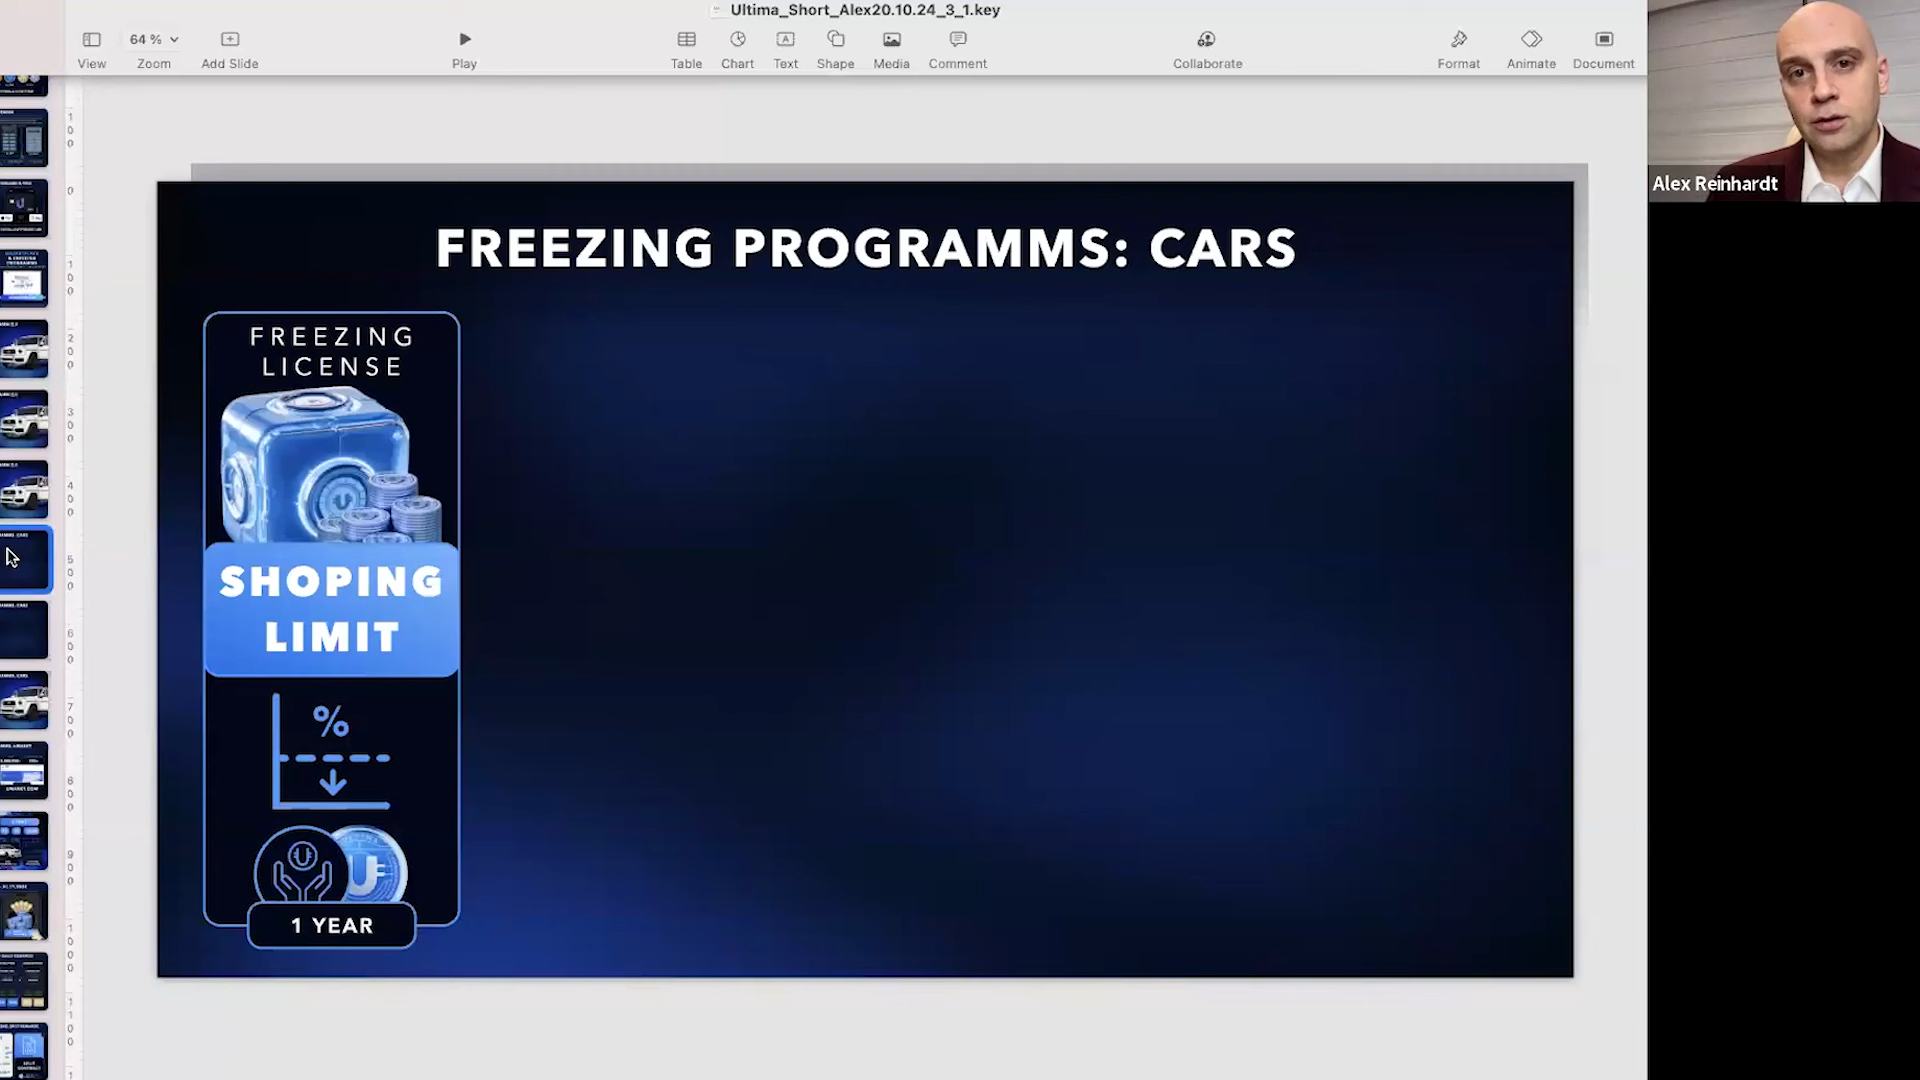 Ultima_Short_Alex20.10.24_3_1.key
64 %
View
Zoom
Add Slide
Play
Table
Chart
Text
Shape
Media
Comment
Collaborate
Format
Animate
Document
Alex Reinhardt
FREEZING PROGRAMMS: CARS
FREEZING
LICENSE
SHOPING
LIMIT
%
1 YEAR